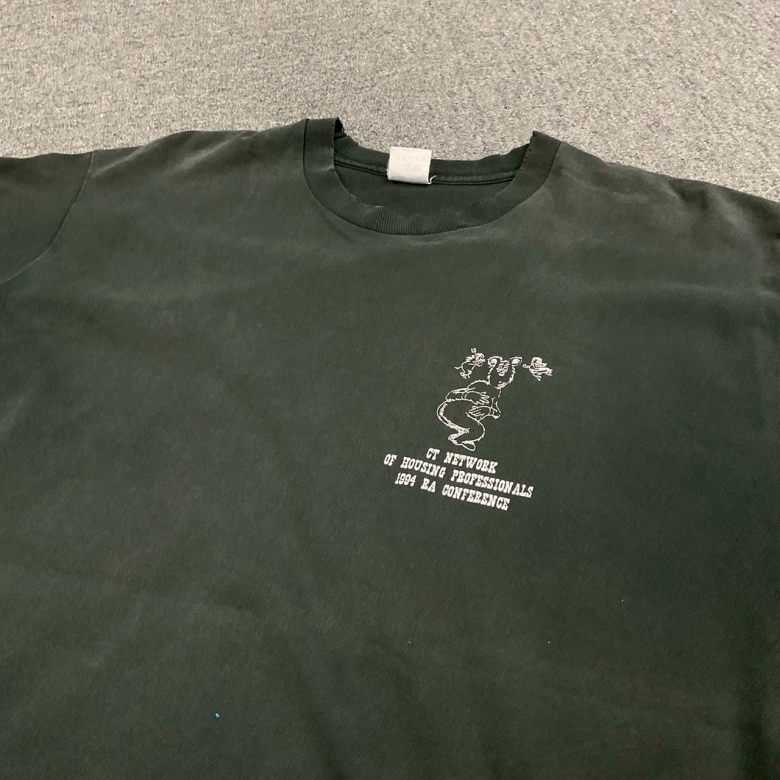 CT NETWORK
OF HOUSING PROFESSIONALS
1994 RA CONFERENCE